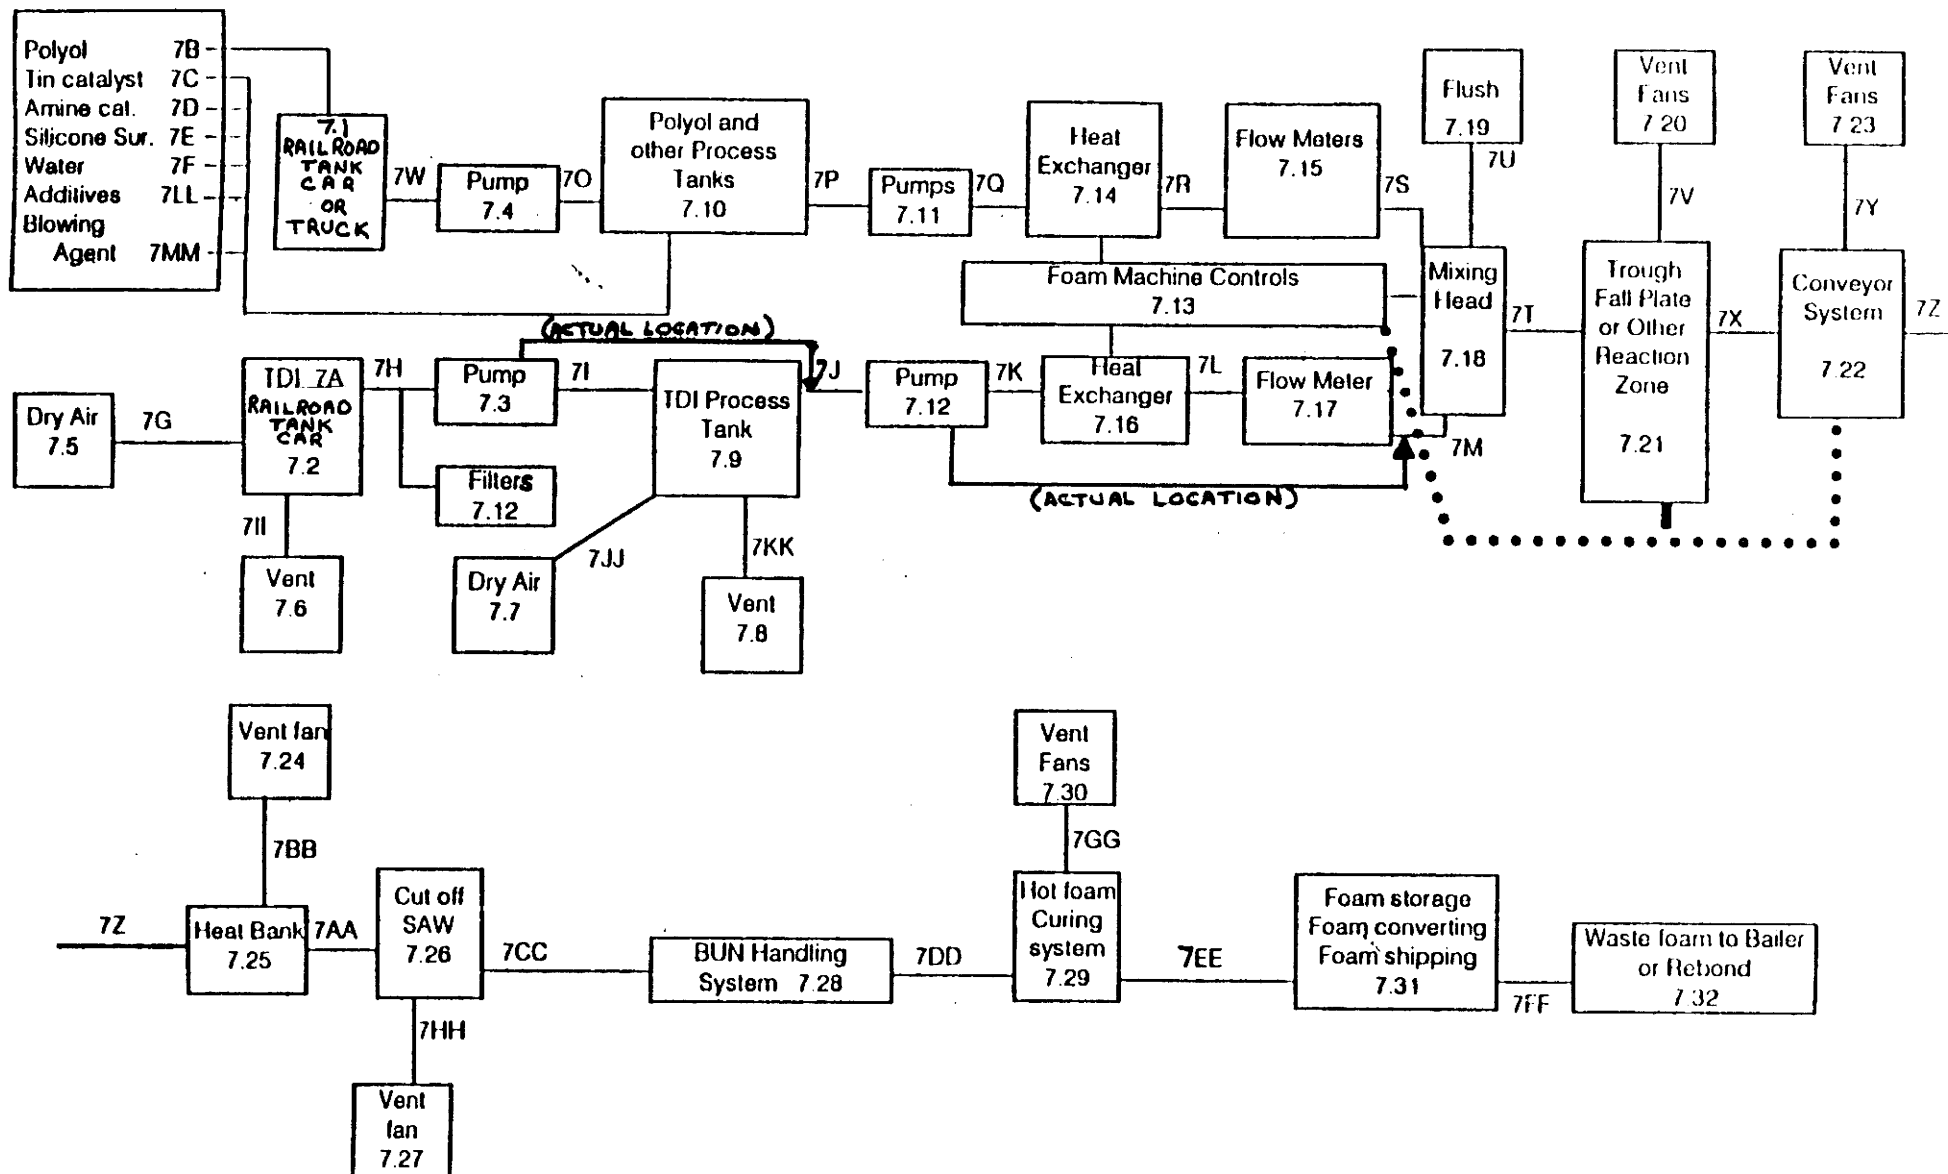 Polyol 7B
Tin catalyst 7C
Amine cat. 7D
Silicone Sur. 7E
Water 7F
Additives 7LL
Blowing
Agent 7MM
7.1
RAILROAD
TANK
CAR
OR
TRUCK
7W
Pump
7.4
7O
Polyol and
other Process
Tanks
7.10
7P
Pumps
7.11
7Q
Heat
Exchanger
7.14
7R
Flow Meters
7.15
7S
Flush
7.19
7U
Vent
Fans
7.20
7V
Vent
Fans
7.23
7Y
Foam Machine Controls
7.13
Mixing
Head
7.18
7T
Trough
Fall Plate
or Other
Reaction
Zone
7.21
7X
Conveyor
System
7.22
7Z
(ACTUAL LOCATION)
Dry Air
7.5
7G
TDI 7A
RAILROAD
TANK
CAR
7.2
7H
Pump
7.3
7I
TDI Process
Tank
7.9
7J
Pump
7.12
7K
Heat
Exchanger
7.16
7L
Flow Meter
7.17
7M
Filters
7.12
(ACTUAL LOCATION)
7II
Vent
7.6
Dry Air
7.7
7JJ
7KK
Vent
7.8
Vent fan
7.24
7BB
7Z
Heat Bank
7.25
7AA
Cut off
SAW
7.26
7CC
7HH
Vent
fan
7.27
BUN Handling
System 7.28
7DD
Vent
Fans
7.30
7GG
Hot foam
Curing
system
7.29
7EE
Foam storage
Foam converting
Foam shipping
7.31
7FF
Waste foam to Bailer
or Rebond
7.32